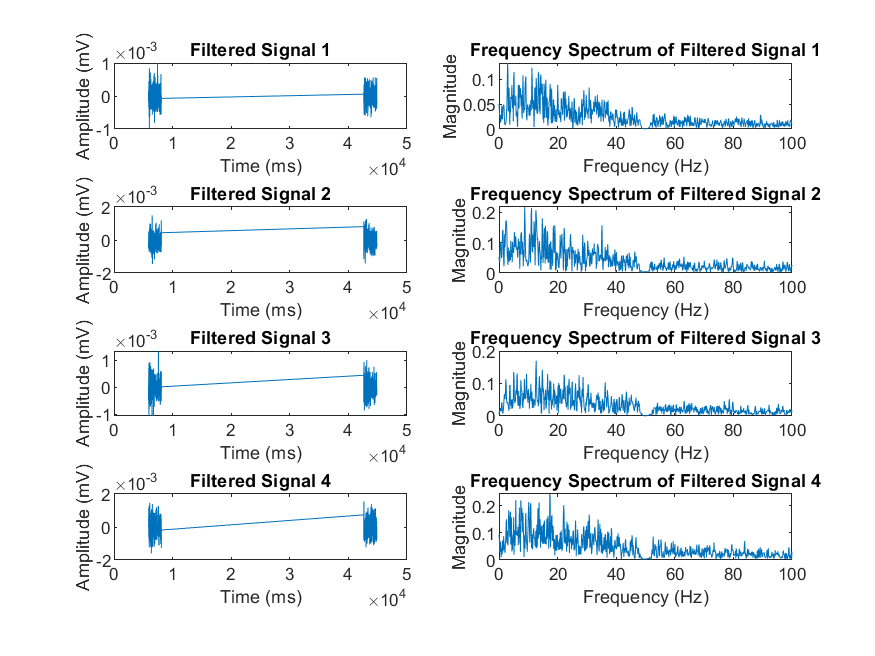 Filtered Signal 1
×10^-3
Amplitude (mV)
1
0
-1
0 1 2 3 4 5
Time (ms)
×10^4
Frequency Spectrum of Filtered Signal 1
Magnitude
0.1
0.05
0
0 20 40 60 80 100
Frequency (Hz)
Filtered Signal 2
×10^-3
Amplitude (mV)
2
0
-2
0 1 2 3 4 5
Time (ms)
×10^4
Frequency Spectrum of Filtered Signal 2
Magnitude
0.2
0.1
0
0 20 40 60 80 100
Frequency (Hz)
Filtered Signal 3
×10^-3
Amplitude (mV)
1
0
-1
0 1 2 3 4 5
Time (ms)
×10^4
Frequency Spectrum of Filtered Signal 3
Magnitude
0.2
0.1
0
0 20 40 60 80 100
Frequency (Hz)
Filtered Signal 4
×10^-3
Amplitude (mV)
2
0
-2
0 1 2 3 4 5
Time (ms)
×10^4
Frequency Spectrum of Filtered Signal 4
Magnitude
0.2
0.1
0
0 20 40 60 80 100
Frequency (Hz)